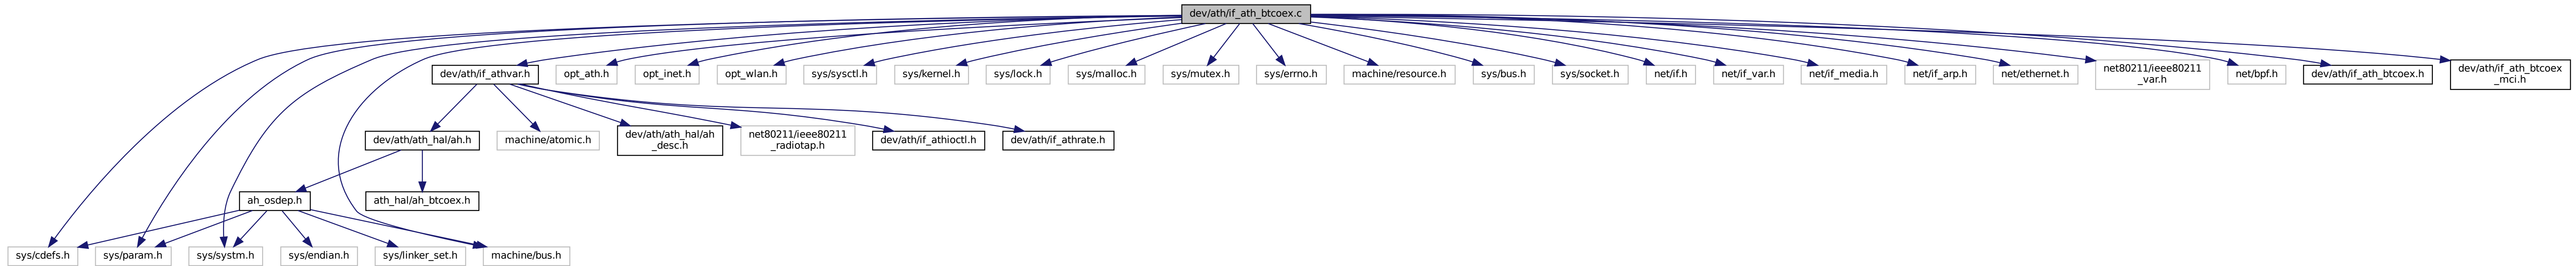 dev/ath/if_ath_btcoex.c
dev/ath/if_athvar.h
opt_ath.h
opt_inet.h
opt_wlan.h
sys/sysctl.h
sys/kernel.h
sys/lock.h
sys/malloc.h
sys/mutex.h
sys/errno.h
machine/resource.h
sys/bus.h
sys/socket.h
net/if.h
net/if_var.h
net/if_media.h
net/if_arp.h
net/ethernet.h
net80211/ieee80211
_var.h
net/bpf.h
dev/ath/if_ath_btcoex.h
dev/ath/if_ath_btcoex
_mci.h
dev/ath/ath_hal/ah.h
machine/atomic.h
dev/ath/ath_hal/ah
_desc.h
net80211/ieee80211
_radiotap.h
dev/ath/if_athioctl.h
dev/ath/if_athrate.h
ah_osdep.h
ath_hal/ah_btcoex.h
sys/cdefs.h
sys/param.h
sys/systm.h
sys/endian.h
sys/linker_set.h
machine/bus.h